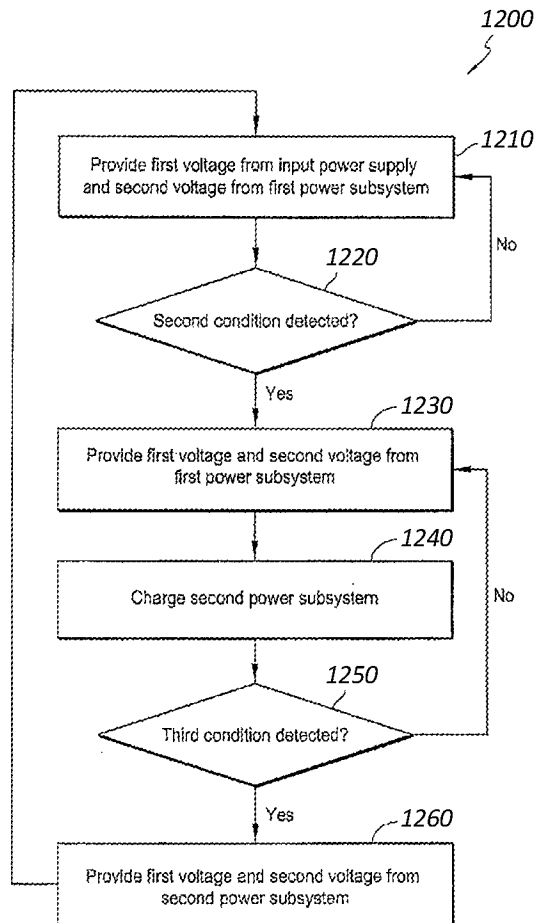 1200
1210
Provide first voltage from input power supply
and second voltage from first power subsystem
No
1220
Second condition detected?
Yes
1230
Provide first voltage and second voltage from
first power subsystem
1240
Charge second power subsystem
No
1250
Third condition detected?
Yes
1260
Provide first voltage and second voltage from
second power subsystem